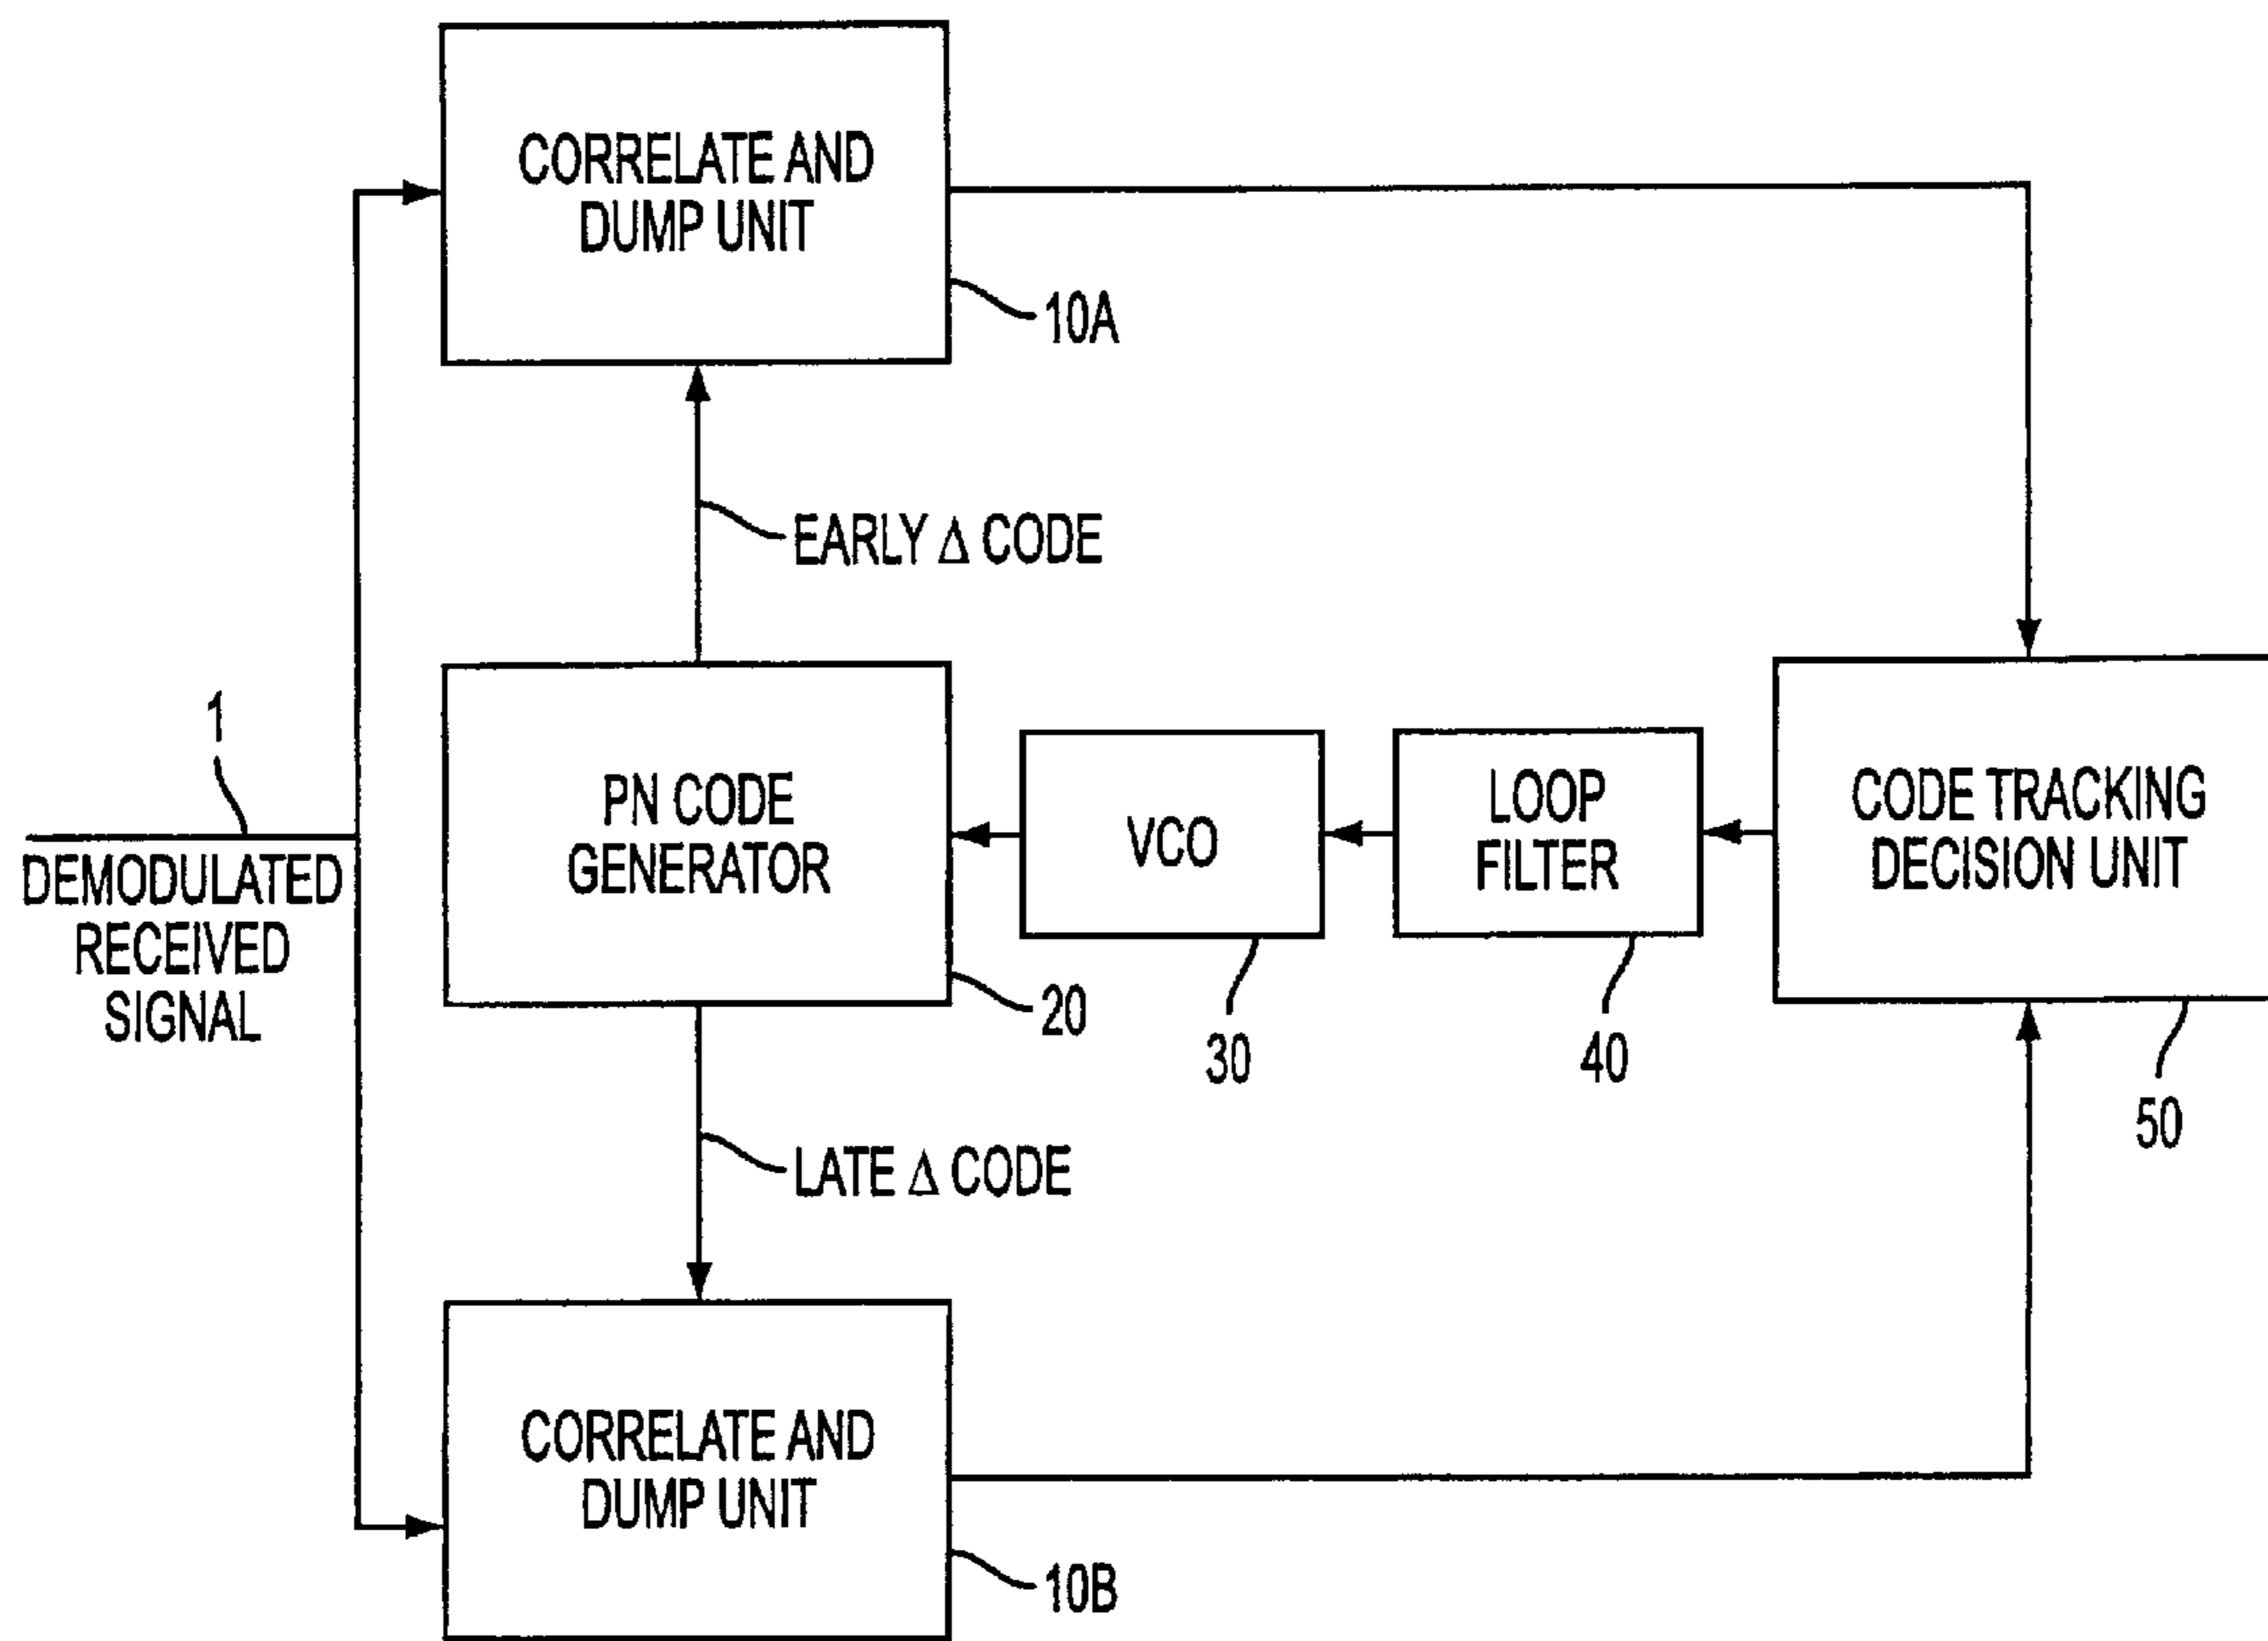 CORRELATE AND
DUMP UNIT
10A
EARLY Δ CODE
1
DEMODULATED
RECEIVED
SIGNAL
PN CODE
GENERATOR
20
VCO
30
LOOP
FILTER
40
CODE TRACKING
DECISION UNIT
50
LATE Δ CODE
CORRELATE AND
DUMP UNIT
10B